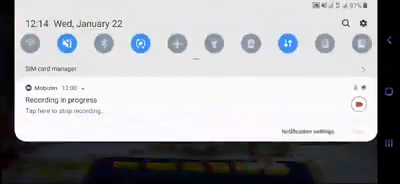 97%
12:14 Wed, January 22
SIM card manager
Mobizen 12:00
Recording in progress
Tap here to stop recording.
Notification settings